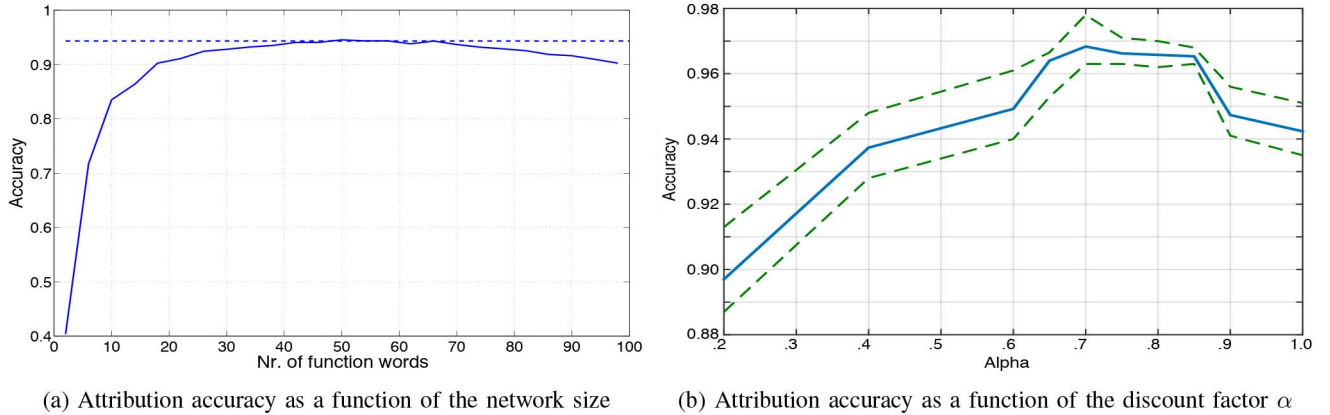 1
0.9
0.8
0.7
0.6
0.5
0.4
Accuracy
0 10 20 30 40 50 60 70 80 90 100
Nr. of function words
(a) Attribution accuracy as a function of the network size
0.98
0.96
0.94
0.92
0.90
0.88
Accuracy
.2 .3 .4 .5 .6 .7 .8 .9 1.0
Alpha
(b) Attribution accuracy as a function of the discount factor α